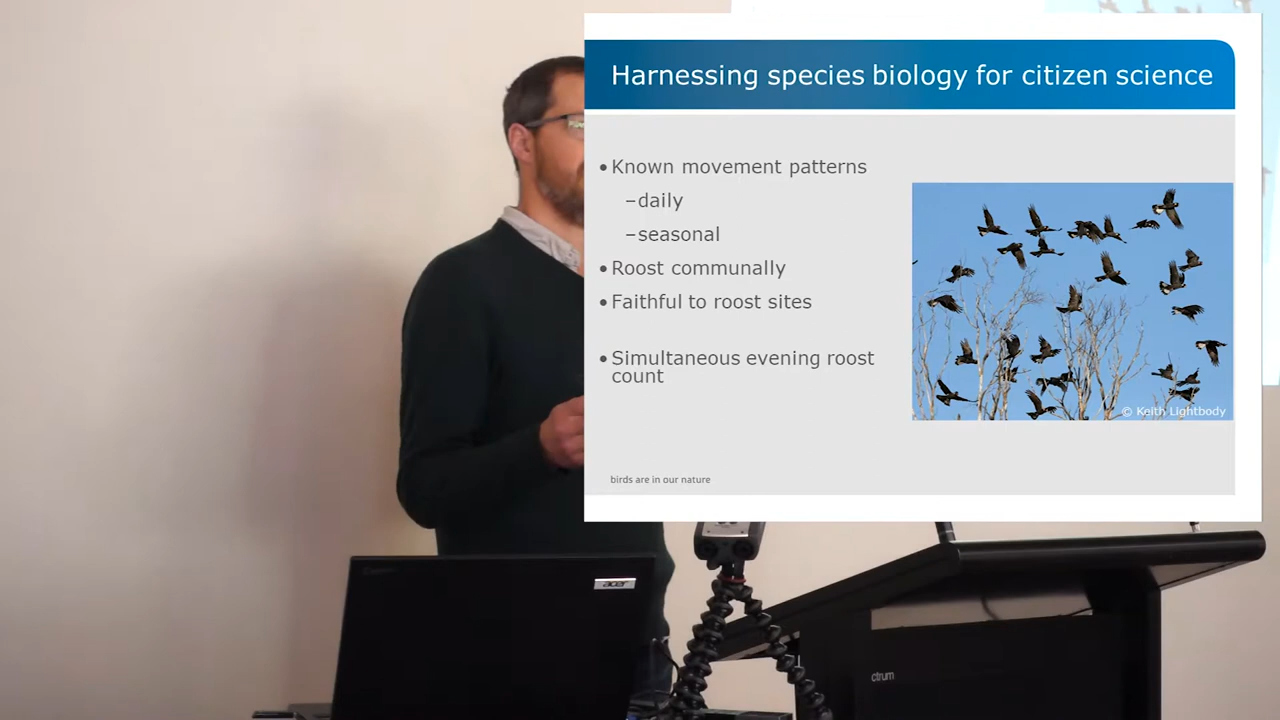 Harnessing species biology for citizen science
•Known movement patterns
–daily
–seasonal
•Roost communally
•Faithful to roost sites
•Simultaneous evening roost
count
© Keith Lightbody
birds are in our nature
acer
ctrum